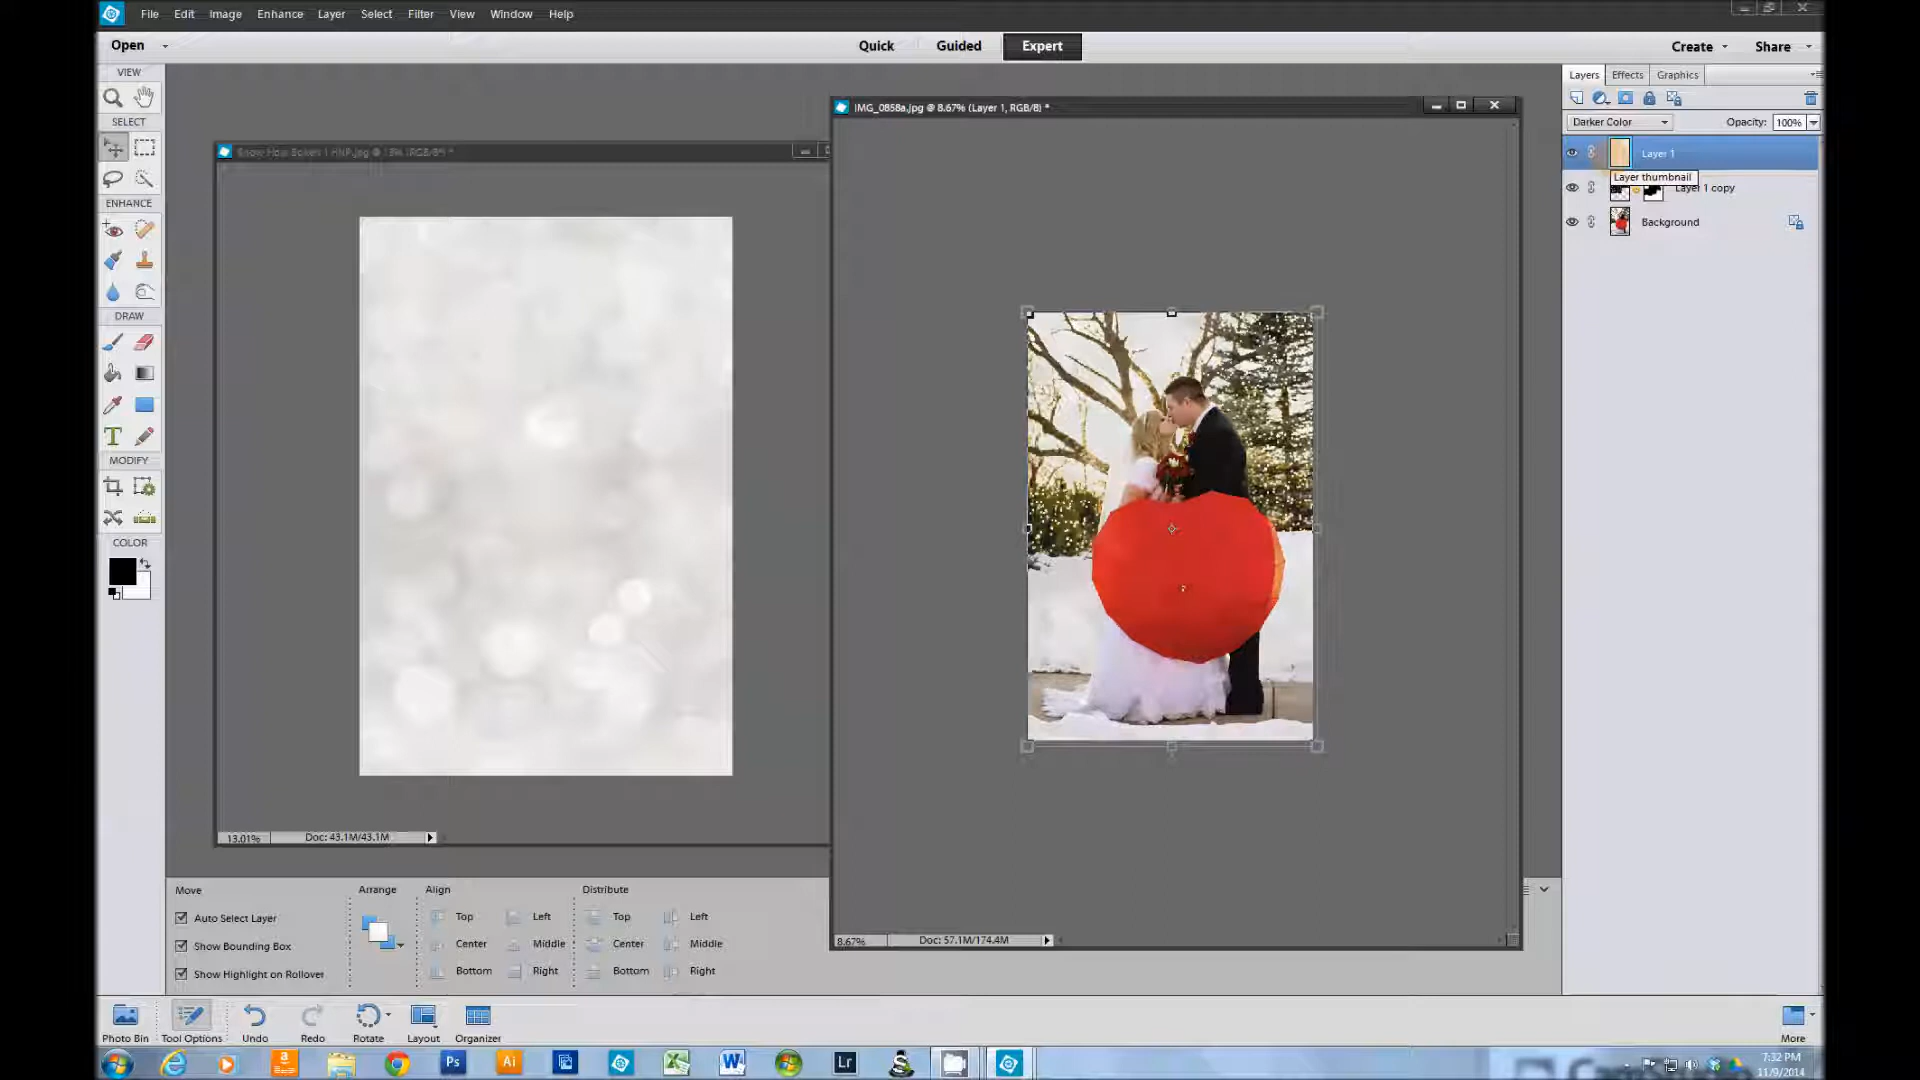 File Edit Image Enhance Layer Select Filter View Window Help
Open Quick Guided Expert Create Share
VIEW
SELECT
ENHANCE
DRAW
MODIFY
COLOR
Snow How Bokeh 1 HNP.jpg @ 13% (RGB/8*) *
13.01% Doc: 43.1M/43.1M
IMG_0858a.jpg @ 8.67% (Layer 1, RGB/8) *
8.67% Doc: 57.1M/174.4M
Layers Effects Graphics
Darker Color Opacity: 100%
Layer 1
Layer thumbnail
Layer 1 copy
Background
Move Arrange Align Distribute
Auto Select Layer Top Left Top Left
Show Bounding Box Center Middle Center Middle
Show Highlight on Rollover Bottom Right Bottom Right
Photo Bin Tool Options Undo Redo Rotate Layout Organizer More
Ps Ai Lr
7:32 PM
11/9/2014